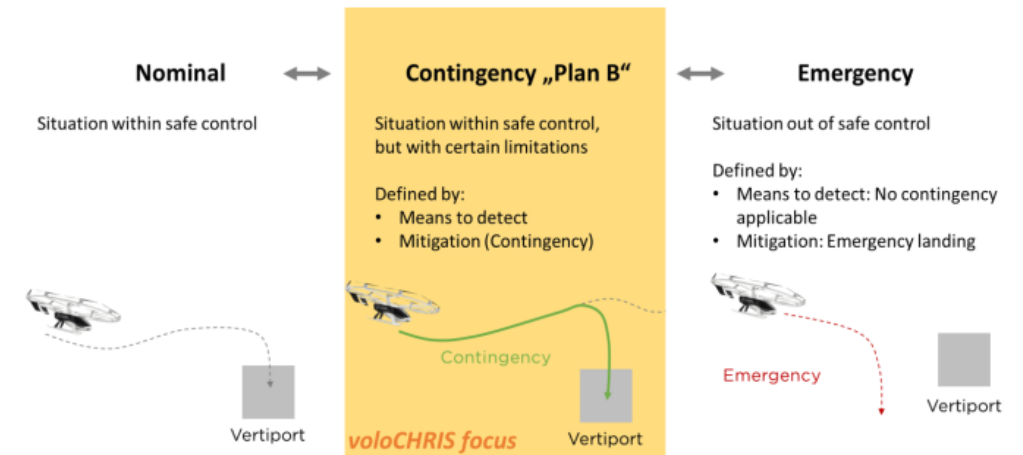 Nominal
Situation within safe control
Vertiport
Contingency „Plan B“
Situation within safe control,
but with certain limitations
Defined by:
• Means to detect
• Mitigation (Contingency)
Contingency
voloCHRIS focus
Vertiport
Emergency
Situation out of safe control
Defined by:
• Means to detect: No contingency
applicable
• Mitigation: Emergency landing
Emergency
Vertiport